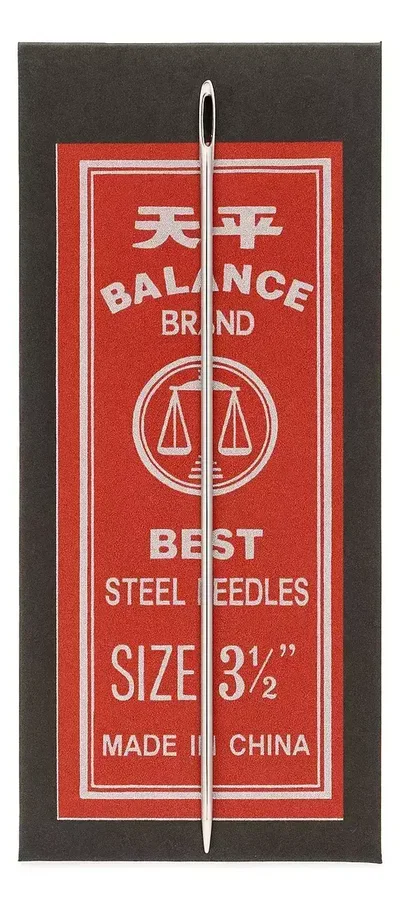 天平
BALANCE
BRAND
BEST
STEEL NEEDLES
SIZE 3½”
MADE IN CHINA